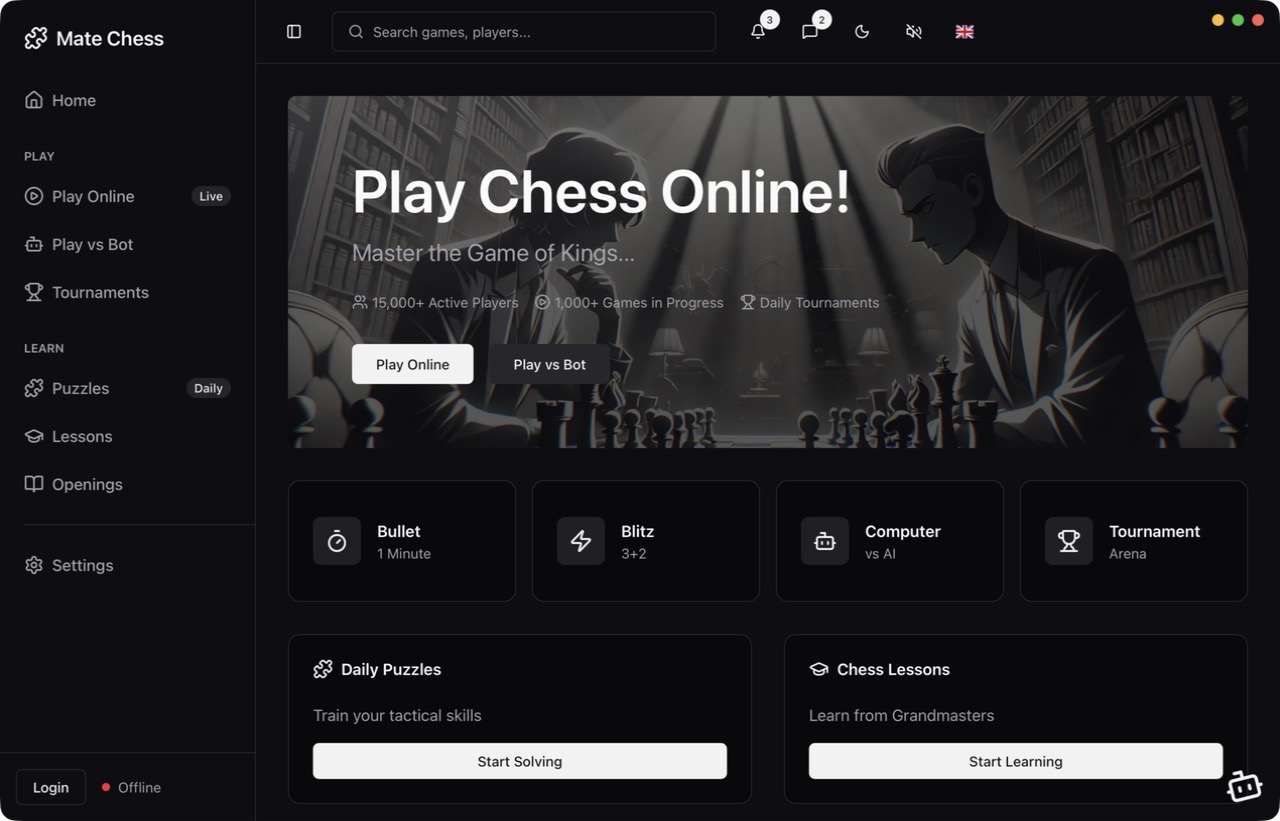 Mate Chess
Home
PLAY
Play Online
Live
Play vs Bot
Tournaments
LEARN
Puzzles
Daily
Lessons
Openings
Settings
Login
Offline
Search games, players...
3
2
Play Chess Online!
Master the Game of Kings...
15,000+ Active Players
1,000+ Games in Progress
Daily Tournaments
Play Online
Play vs Bot
Bullet
1 Minute
Blitz
3+2
Computer
vs AI
Tournament
Arena
Daily Puzzles
Train your tactical skills
Start Solving
Chess Lessons
Learn from Grandmasters
Start Learning